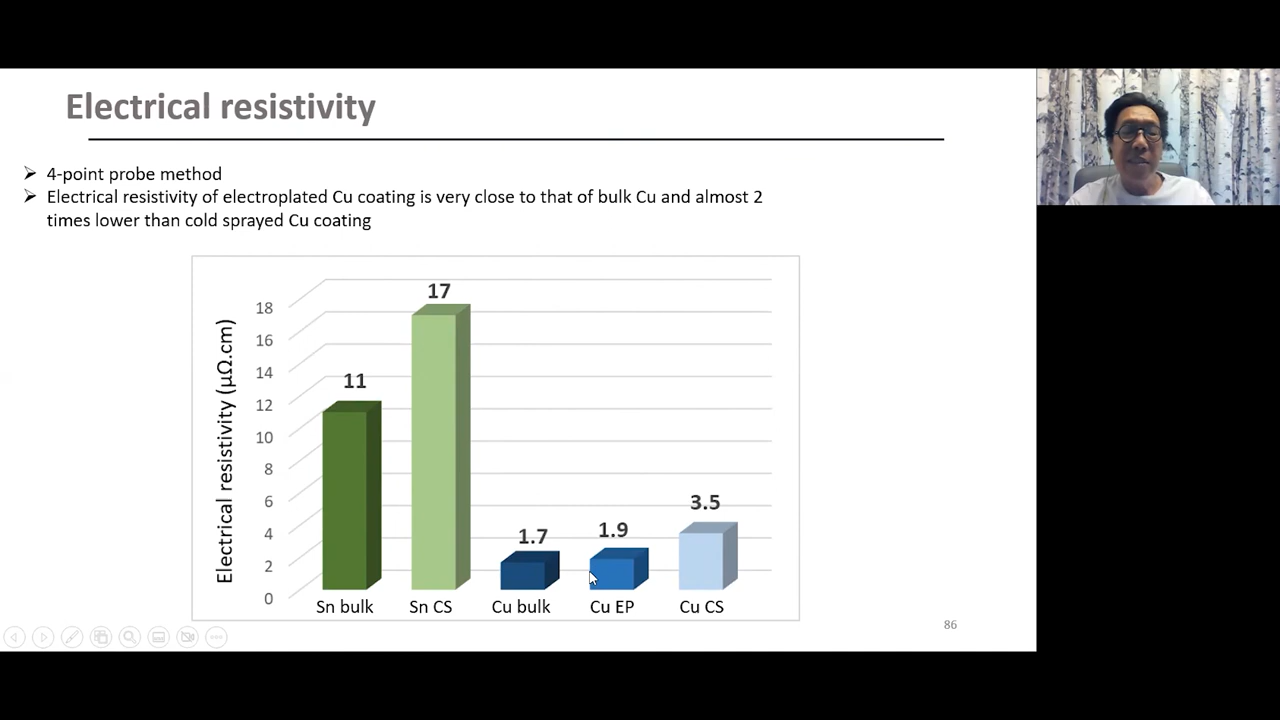 Electrical resistivity
➢ 4-point probe method
➢ Electrical resistivity of electroplated Cu coating is very close to that of bulk Cu and almost 2
times lower than cold sprayed Cu coating
Electrical resistivity (μΩ.cm)
18
16
14
12
10
8
6
4
2
0
11
17
1.7
1.9
3.5
Sn bulk
Sn CS
Cu bulk
Cu EP
Cu CS
86